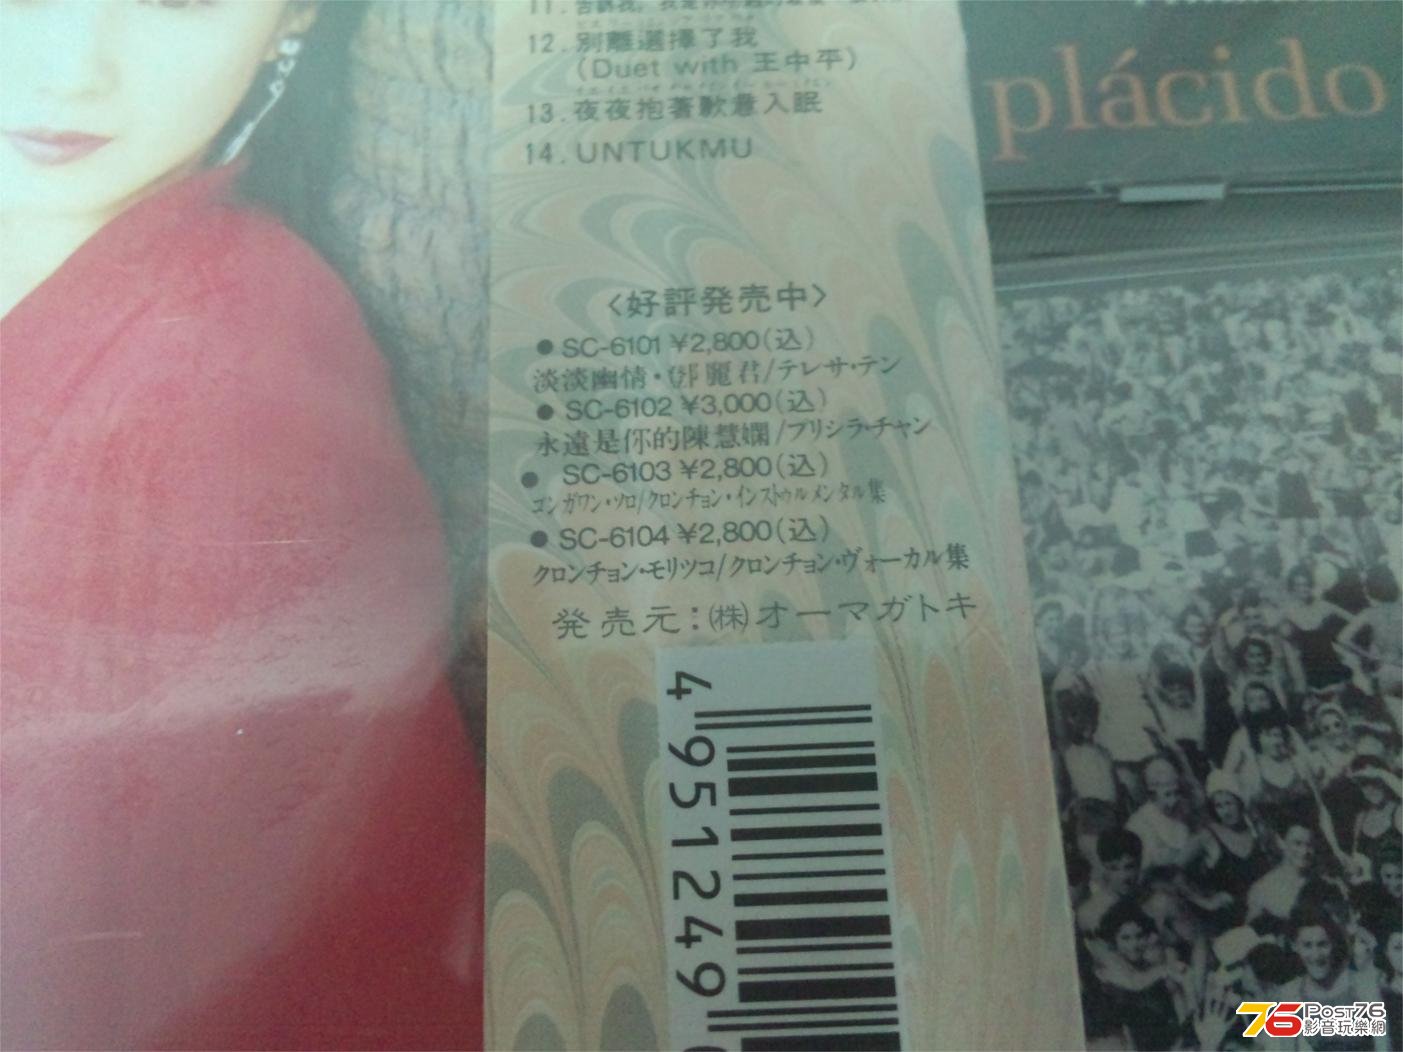 12. 別離選擇了我
(Duet with 王中平)
13. 夜夜抱著歉意入眠
14. UNTUKMU
〈好評発売中〉
● SC-6101 ¥2,800(込)
淡淡幽情・鄧麗君/テレサ・テン
● SC-6102 ¥3,000(込)
永遠是你的陳慧嫻/プリシラ・チャン
● SC-6103 ¥2,800(込)
ゴンガワン・ソロ/クロンチョン・インストゥルメンタル集
● SC-6104 ¥2,800(込)
クロンチョン・モリツコ/クロンチョン・ヴォーカル集
発売元:(株)オーマガトキ
4 951249
plácido
76 Post76
影音玩樂網